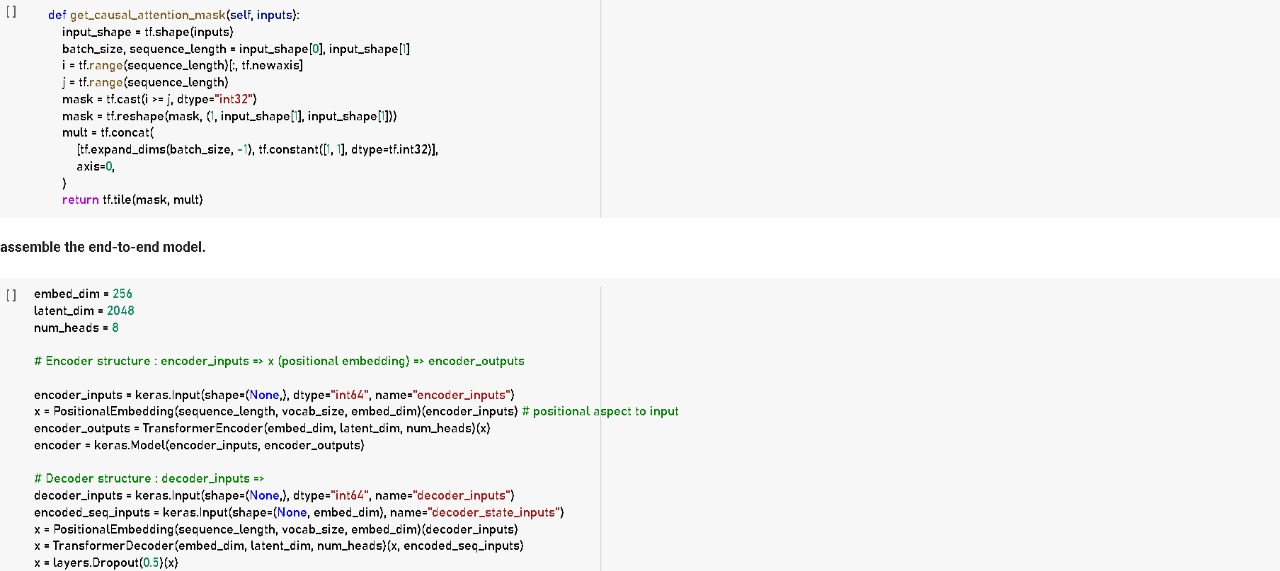 [ ] def get_causal_attention_mask(self, inputs):
input_shape = tf.shape(inputs)
batch_size, sequence_length = input_shape[0], input_shape[1]
i = tf.range(sequence_length)[:, tf.newaxis]
j = tf.range(sequence_length)
mask = tf.cast(i >= j, dtype="int32")
mask = tf.reshape(mask, (1, input_shape[1], input_shape[1]))
mult = tf.concat(
[tf.expand_dims(batch_size, -1), tf.constant([1, 1], dtype=tf.int32)],
axis=0,
)
return tf.tile(mask, mult)
assemble the end-to-end model.
[ ] embed_dim = 256
latent_dim = 2048
num_heads = 8
# Encoder structure : encoder_inputs => x (positional embedding) => encoder_outputs
encoder_inputs = keras.Input(shape=(None,), dtype="int64", name="encoder_inputs")
x = PositionalEmbedding(sequence_length, vocab_size, embed_dim)(encoder_inputs) # positional aspect to input
encoder_outputs = TransformerEncoder(embed_dim, latent_dim, num_heads)(x)
encoder = keras.Model(encoder_inputs, encoder_outputs)
# Decoder structure : decoder_inputs =>
decoder_inputs = keras.Input(shape=(None,), dtype="int64", name="decoder_inputs")
encoded_seq_inputs = keras.Input(shape=(None, embed_dim), name="decoder_state_inputs")
x = PositionalEmbedding(sequence_length, vocab_size, embed_dim)(decoder_inputs)
x = TransformerDecoder(embed_dim, latent_dim, num_heads)(x, encoded_seq_inputs)
x = layers.Dropout(0.5)(x)